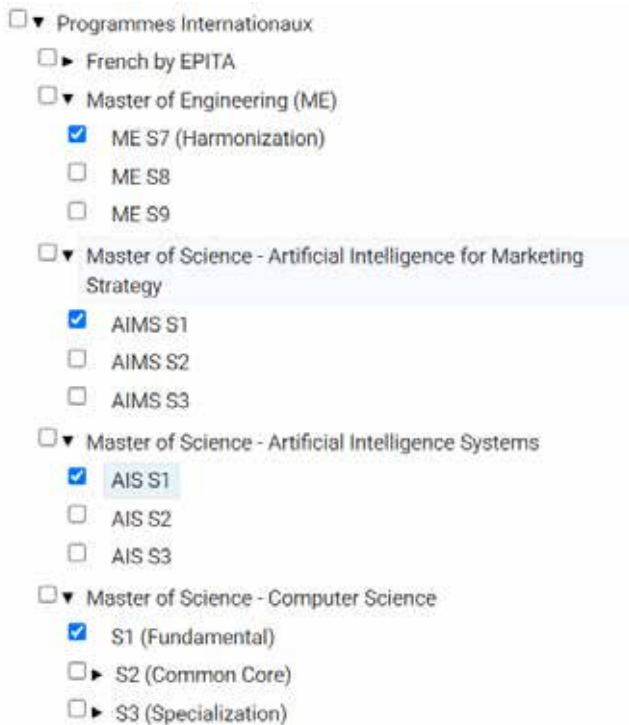 Programmes Internationaux
French by EPITA
Master of Engineering (ME)
ME S7 (Harmonization)
ME S8
ME S9
Master of Science - Artificial Intelligence for Marketing
Strategy
AIMS S1
AIMS S2
AIMS S3
Master of Science - Artificial Intelligence Systems
AIS S1
AIS S2
AIS S3
Master of Science - Computer Science
S1 (Fundamental)
S2 (Common Core)
S3 (Specialization)